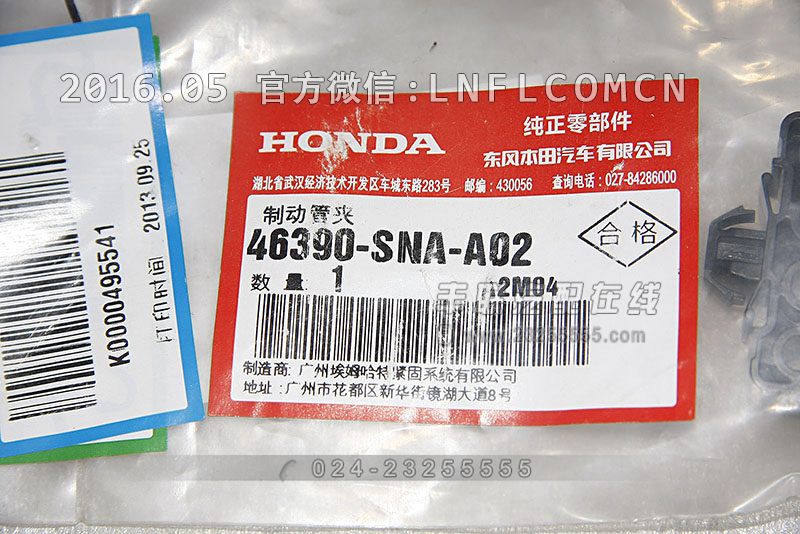 2016.05 官方微信:LNFLCOMCN
HONDA
纯正零部件
东风本田汽车有限公司
湖北省武汉经济技术开发区车城东路283号 邮编:430056 查询电话:027-84286000
制动管夹
46390-SNA-A02
合格
数量 1
A2M04
制造商:广州埃姆哈特紧固系统有限公司
地址:广州市花都区新华街镜湖大道8号
K0000495541
打印时间 2013.09.25
024-23255555